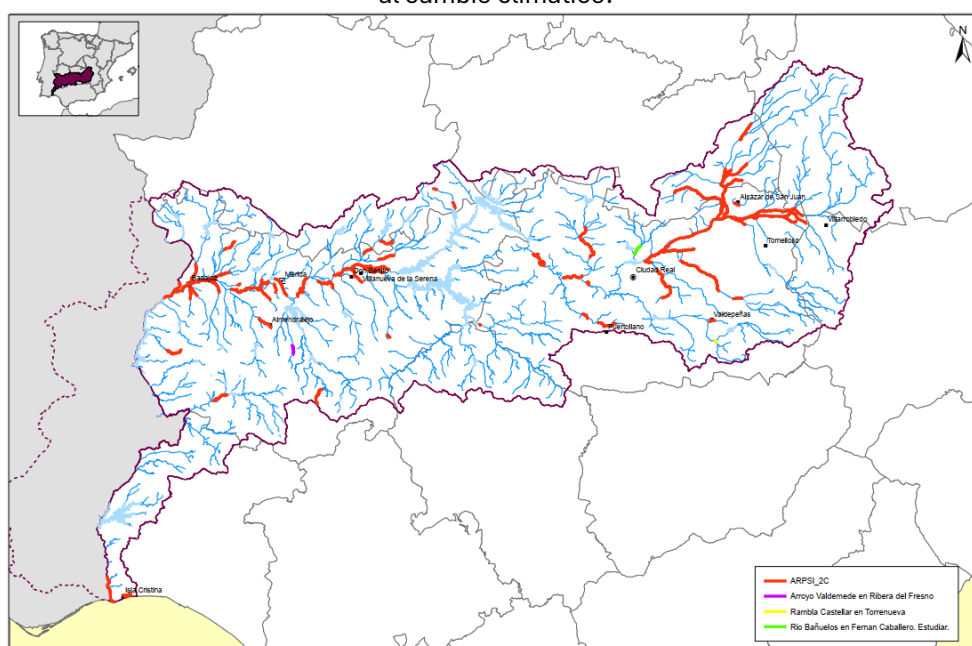 al cambio climático.
N
Alcázar de San Juan
Villarrobledo
Tomelloso
Ciudad Real
Mérida
Don Benito
Villanueva de la Serena
Badajoz
Almendralejo
Valdepeñas
Puertollano
Isla Cristina
ARPSI_2C
Arroyo Valdemede en Ribera del Fresno
Rambla Castellar en Torrenueva
Río Bañuelos en Fernan Caballero. Estudiar.